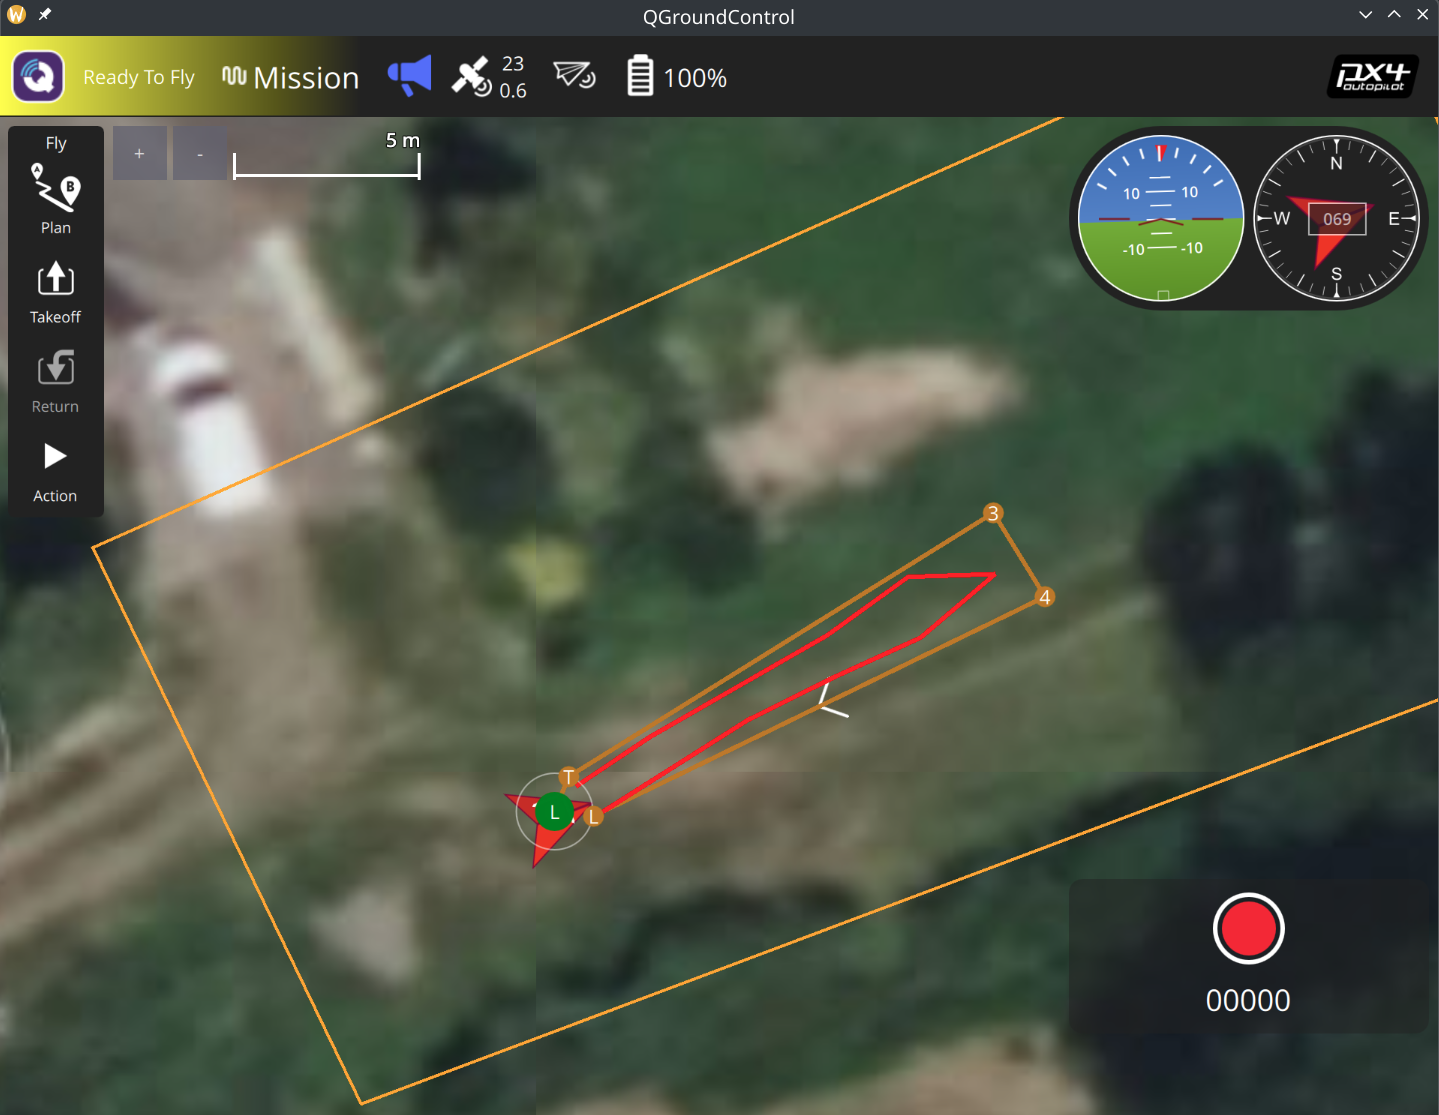 QGroundControl
Ready To Fly
Mission
23
0.6
100%
px4
autopilot
Fly
A
B
Plan
Takeoff
Return
Action
+
-
5 m
10 10
-10 -10
N
W 069 E
S
3
4
T
L
L
00000